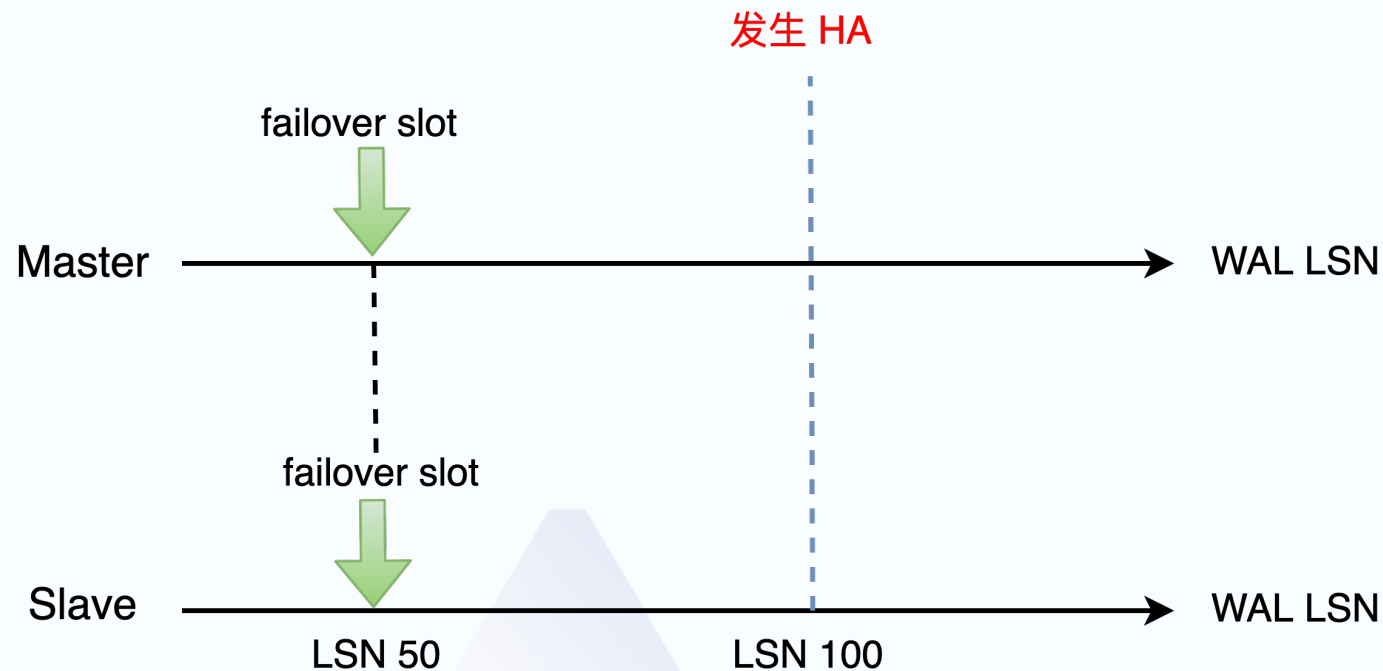 发生 HA
failover slot
Master
WAL LSN
failover slot
Slave
WAL LSN
LSN 50
LSN 100